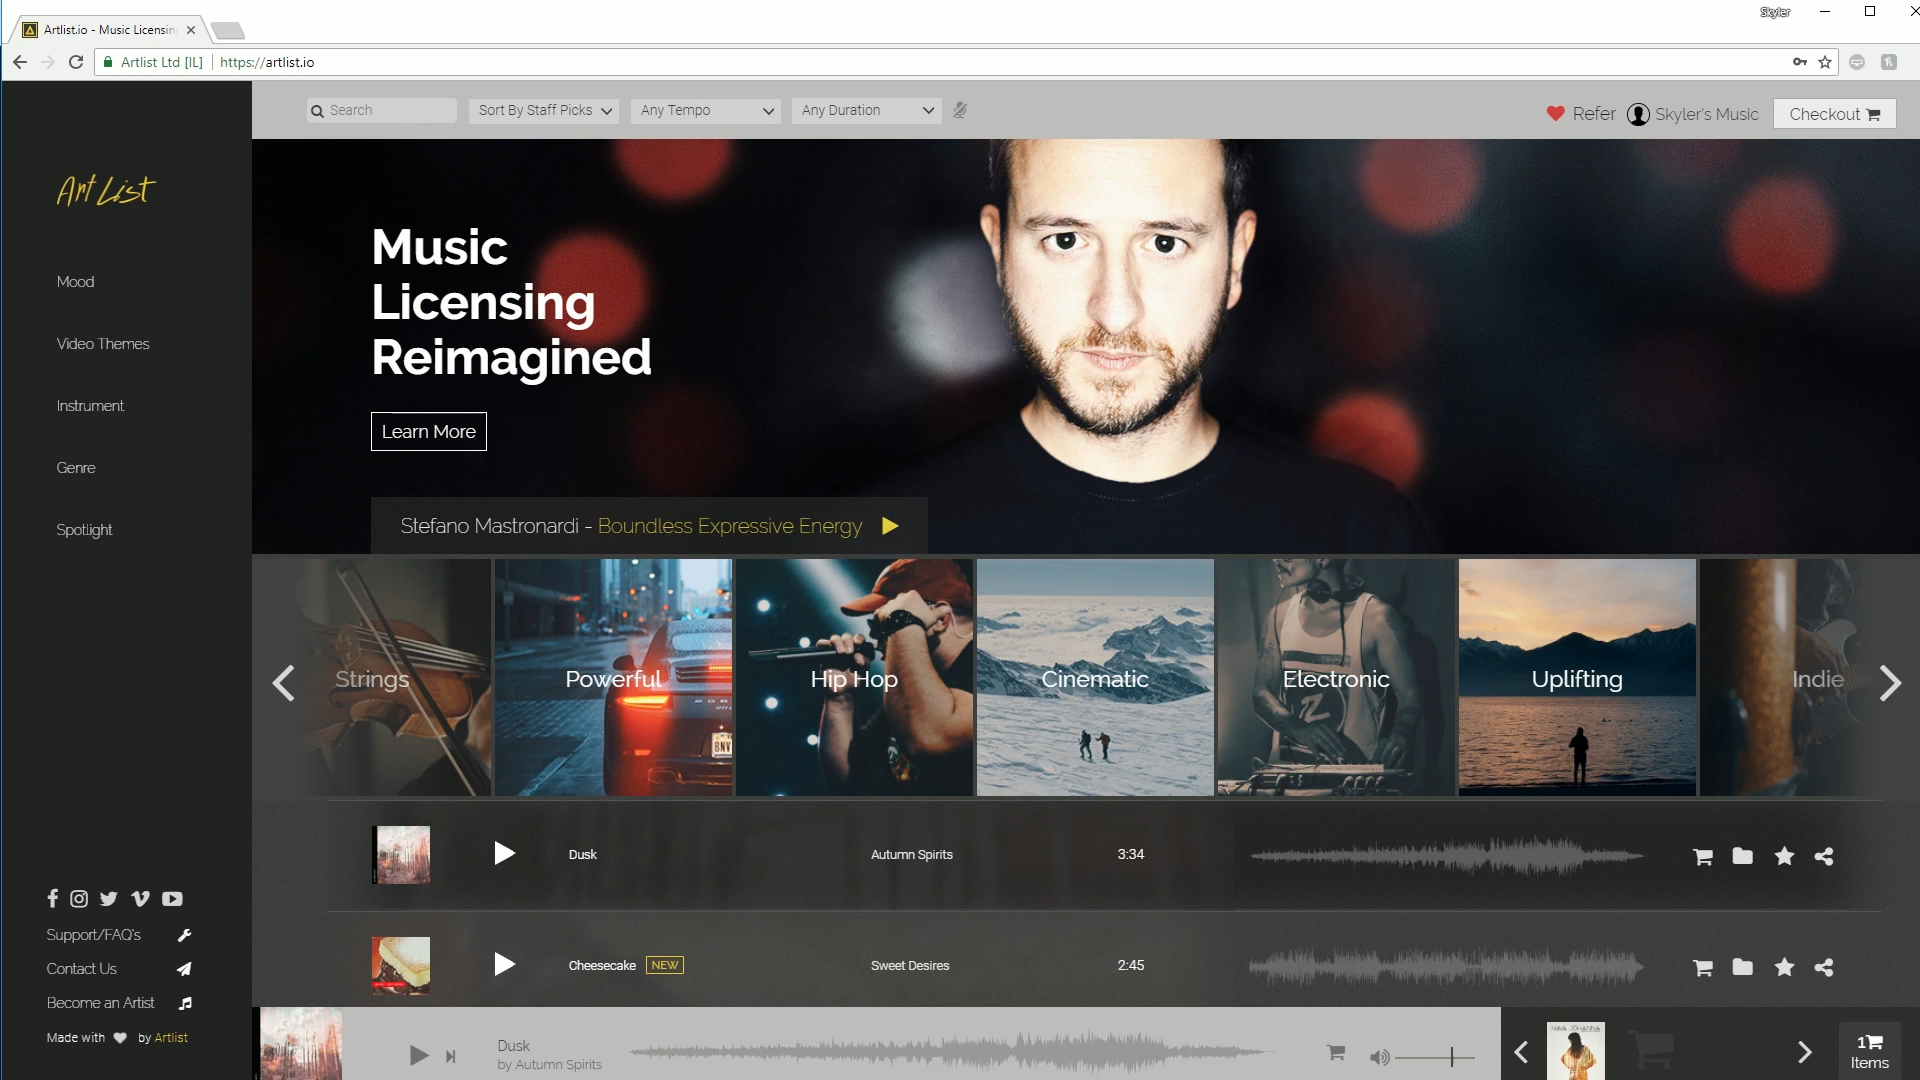 Skyler
Artlist.io - Music Licensin
Artlist Ltd [IL]
https://artlist.io
Search
Sort By Staff Picks
Any Tempo
Any Duration
Refer
Skyler's Music
Checkout
Art List
Mood
Video Themes
Instrument
Genre
Spotlight
Music
Licensing
Reimagined
Learn More
Stefano Mastronardi - Boundless Expressive Energy
Strings
Powerful
Hip Hop
Cinematic
Electronic
Uplifting
Indie
Dusk
Autumn Spirits
3:34
Cheesecake NEW
Sweet Desires
2:45
Support/FAQ's
Contact Us
Become an Artist
Made with by Artlist
Dusk
by Autumn Spirits
1
Items